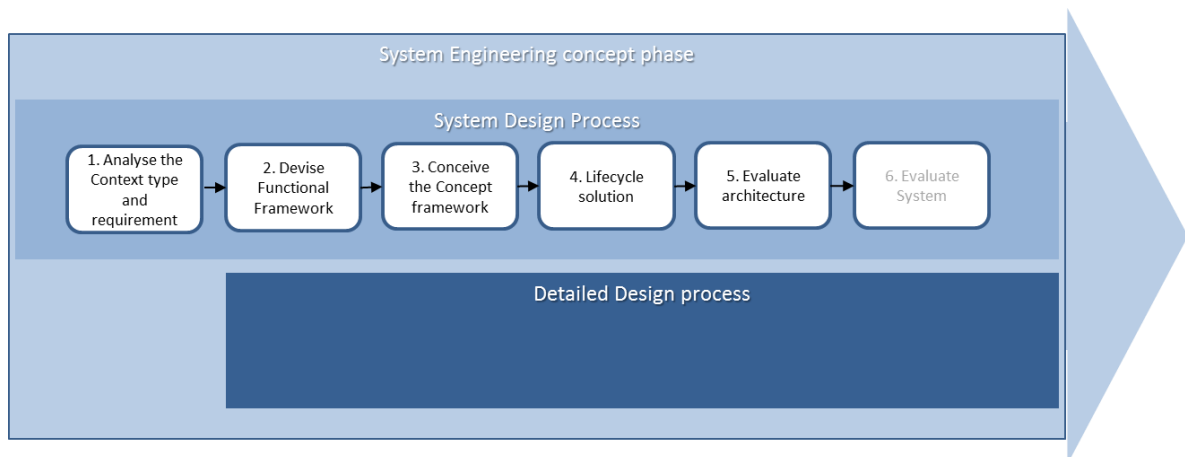 System Engineering concept phase
System Design Process
1. Analyse the
Context type
and
requirement
2. Devise
Functional
Framework
3. Conceive
the Concept
framework
4. Lifecycle
solution
5. Evaluate
architecture
6. Evaluate
System
Detailed Design process